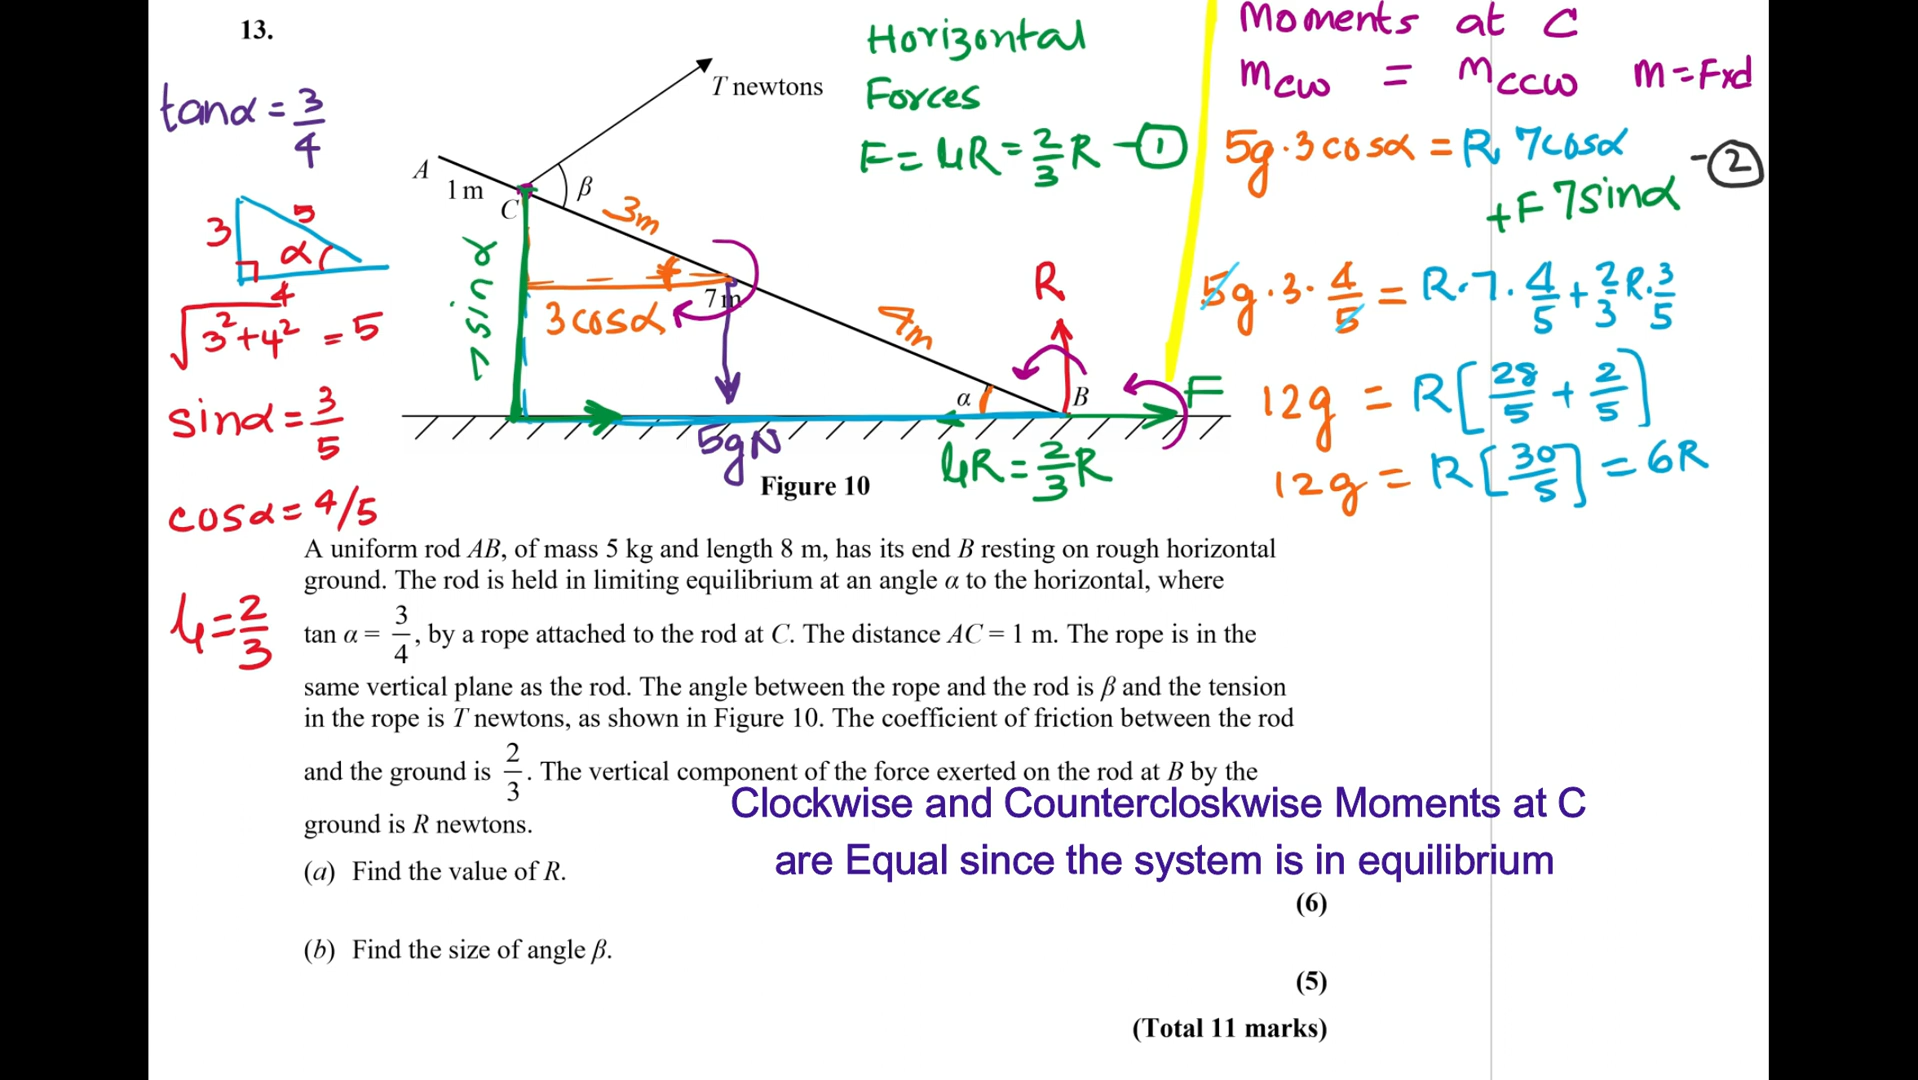 13.
tanα = 3/4
3 5 α 4
√3²+4² = 5
sinα = 3/5
cosα = 4/5
μ = 2/3
T newtons
A
1 m
C
β
3m
7sinα
3cosα
7 m
4m
R
α
B
F
5gN
μR = 2/3 R
Figure 10
Horizontal
Forces
F = μR = 2/3 R -①
Moments at C
mcw = mccw m=Fxd
5g·3cosα = R. 7cosα
+F 7sinα -②
5g·3·4/5 = R·7·4/5 + 2/3 R·3/5
12g = R[28/5 + 2/5]
12g = R[30/5] = 6R
A uniform rod AB, of mass 5 kg and length 8 m, has its end B resting on rough horizontal
ground. The rod is held in limiting equilibrium at an angle α to the horizontal, where
tan α = 3/4, by a rope attached to the rod at C. The distance AC = 1 m. The rope is in the
same vertical plane as the rod. The angle between the rope and the rod is β and the tension
in the rope is T newtons, as shown in Figure 10. The coefficient of friction between the rod
and the ground is 2/3. The vertical component of the force exerted on the rod at B by the
ground is R newtons.
Clockwise and Countercloskwise Moments at C
are Equal since the system is in equilibrium
(a) Find the value of R.
(6)
(b) Find the size of angle β.
(5)
(Total 11 marks)